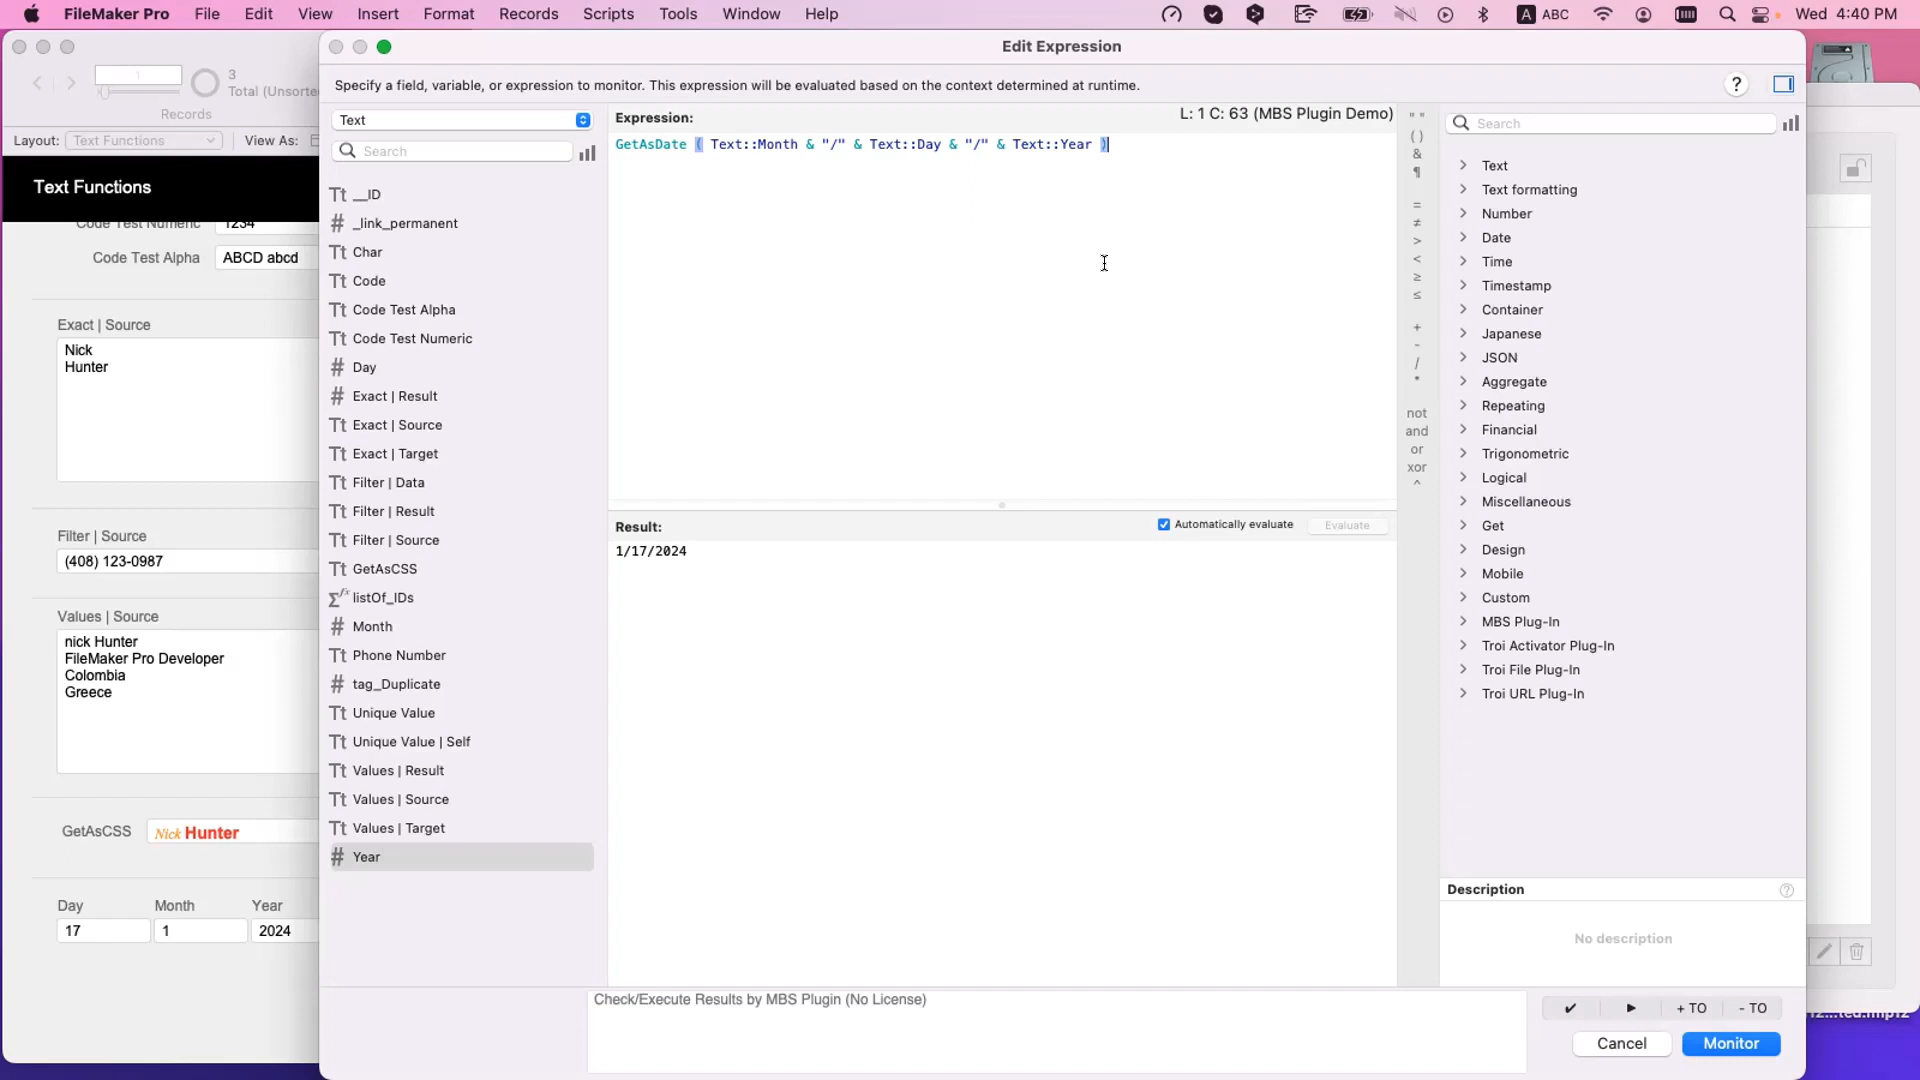 FileMaker Pro File Edit View Insert Format Records Scripts Tools Window Help ABC Wed 4:40 PM
Edit Expression
1
3
Total (Unsorte
Records
Layout: Text Functions View As:
Text Functions
Code Test Numeric 1234
Code Test Alpha ABCD abcd
Exact | Source
Nick
Hunter
Filter | Source
(408) 123-0987
Values | Source
nick Hunter
FileMaker Pro Developer
Colombia
Greece
GetAsCSS Nick Hunter
Day Month Year
17 1 2024
Specify a field, variable, or expression to monitor. This expression will be evaluated based on the context determined at runtime.
?
Text
Search
__ID
_link_permanent
Char
Code
Code Test Alpha
Code Test Numeric
Day
Exact | Result
Exact | Source
Exact | Target
Filter | Data
Filter | Result
Filter | Source
GetAsCSS
listOf_IDs
Month
Phone Number
tag_Duplicate
Unique Value
Unique Value | Self
Values | Result
Values | Source
Values | Target
Year
Expression: L: 1 C: 63 (MBS Plugin Demo)
GetAsDate ( Text::Month & "/" & Text::Day & "/" & Text::Year )
Result: Automatically evaluate Evaluate
1/17/2024
" "
( )
&
¶
=
≠
>
<
≥
≤
+
-
/
*
not
and
or
xor
^
Search
Text
Text formatting
Number
Date
Time
Timestamp
Container
Japanese
JSON
Aggregate
Repeating
Financial
Trigonometric
Logical
Miscellaneous
Get
Design
Mobile
Custom
MBS Plug-In
Troi Activator Plug-In
Troi File Plug-In
Troi URL Plug-In
Description
No description
Check/Execute Results by MBS Plugin (No License)
+ TO - TO
Cancel Monitor